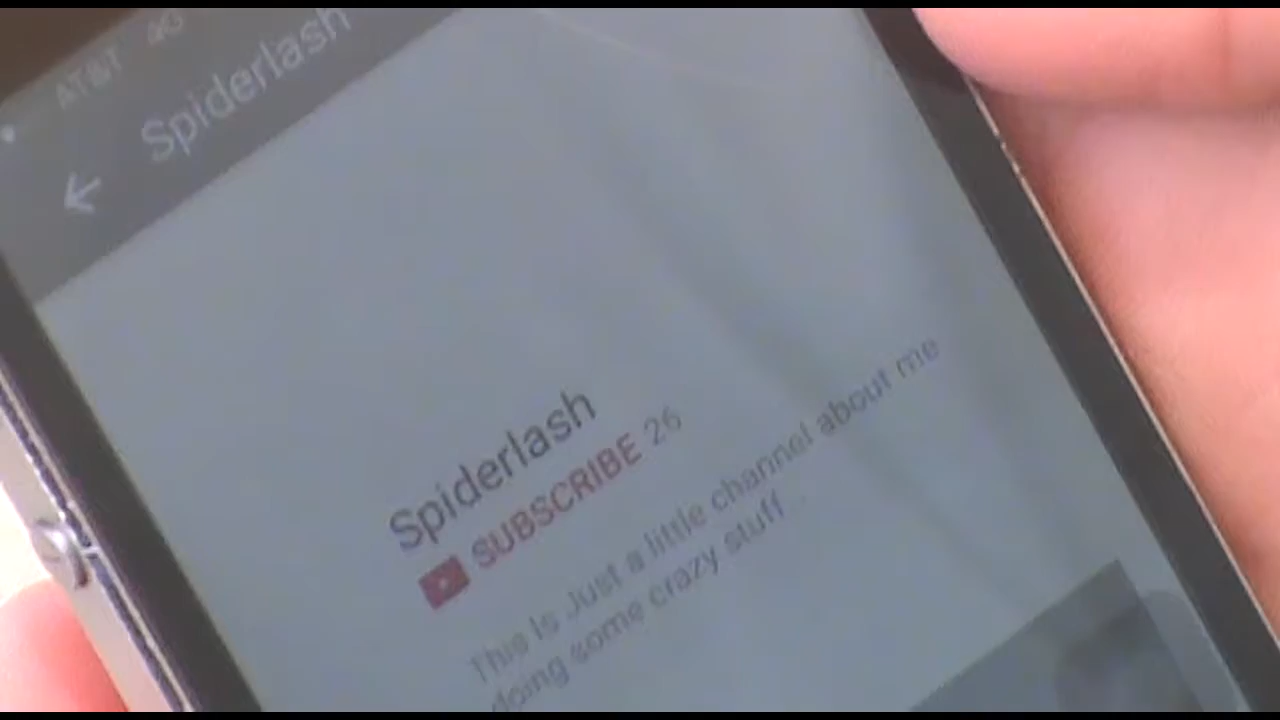 AT&T 4G
Spiderlash
Spiderlash
SUBSCRIBE 26
This Is Just a little channel about me
doing some crazy stuff...